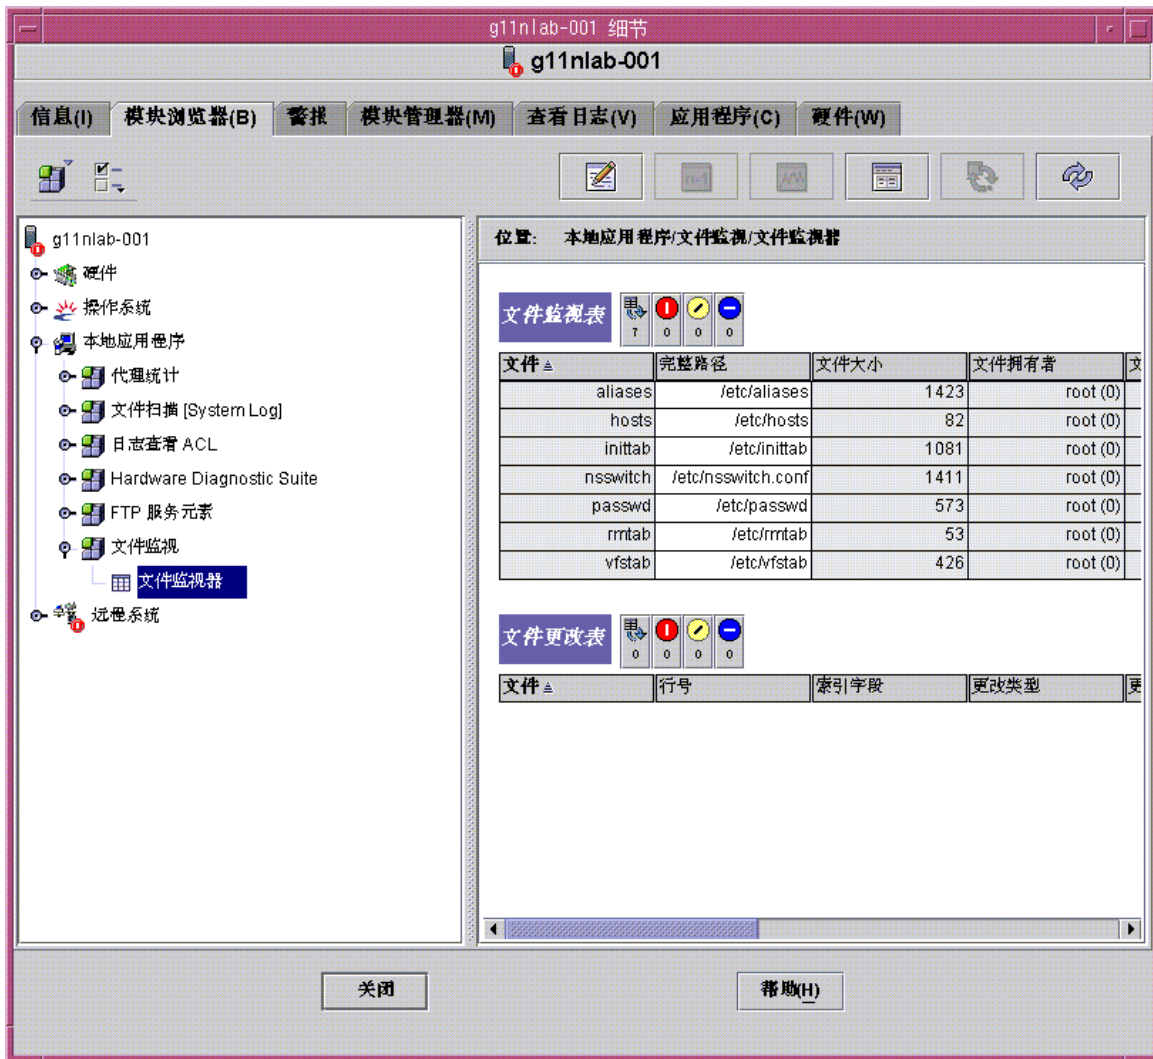 g11nlab-001 细节
g11nlab-001
信息(I) 模块浏览器(B) 警报 模块管理器(M) 查看日志(V) 应用程序(C) 硬件(W)
n-1
g11nlab-001
硬件
操作系统
本地应用程序
代理统计
文件扫描 [System Log]
日志查看 ACL
Hardware Diagnostic Suite
FTP 服务元素
文件监视
文件监视器
远程系统
位置: 本地应用程序/文件监视/文件监视器
文件监视表 7 0 0 0
文件 完整路径 文件大小 文件拥有者 文
aliases /etc/aliases 1423 root (0)
hosts /etc/hosts 82 root (0)
inittab /etc/inittab 1081 root (0)
nsswitch /etc/nsswitch.conf 1411 root (0)
passwd /etc/passwd 573 root (0)
rmtab /etc/rmtab 53 root (0)
vfstab /etc/vfstab 426 root (0)
文件更改表 0 0 0 0
文件 行号 索引字段 更改类型 更
关闭 帮助(H)